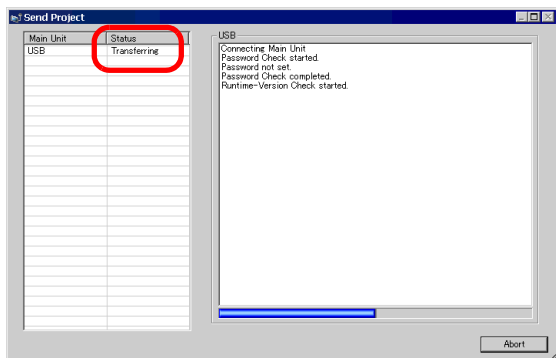 Send Project
Main Unit Status
USB Transferring
USB
Connecting Main Unit
Password Check started.
Password not set.
Password Check completed.
Runtime-Version Check started.
Abort